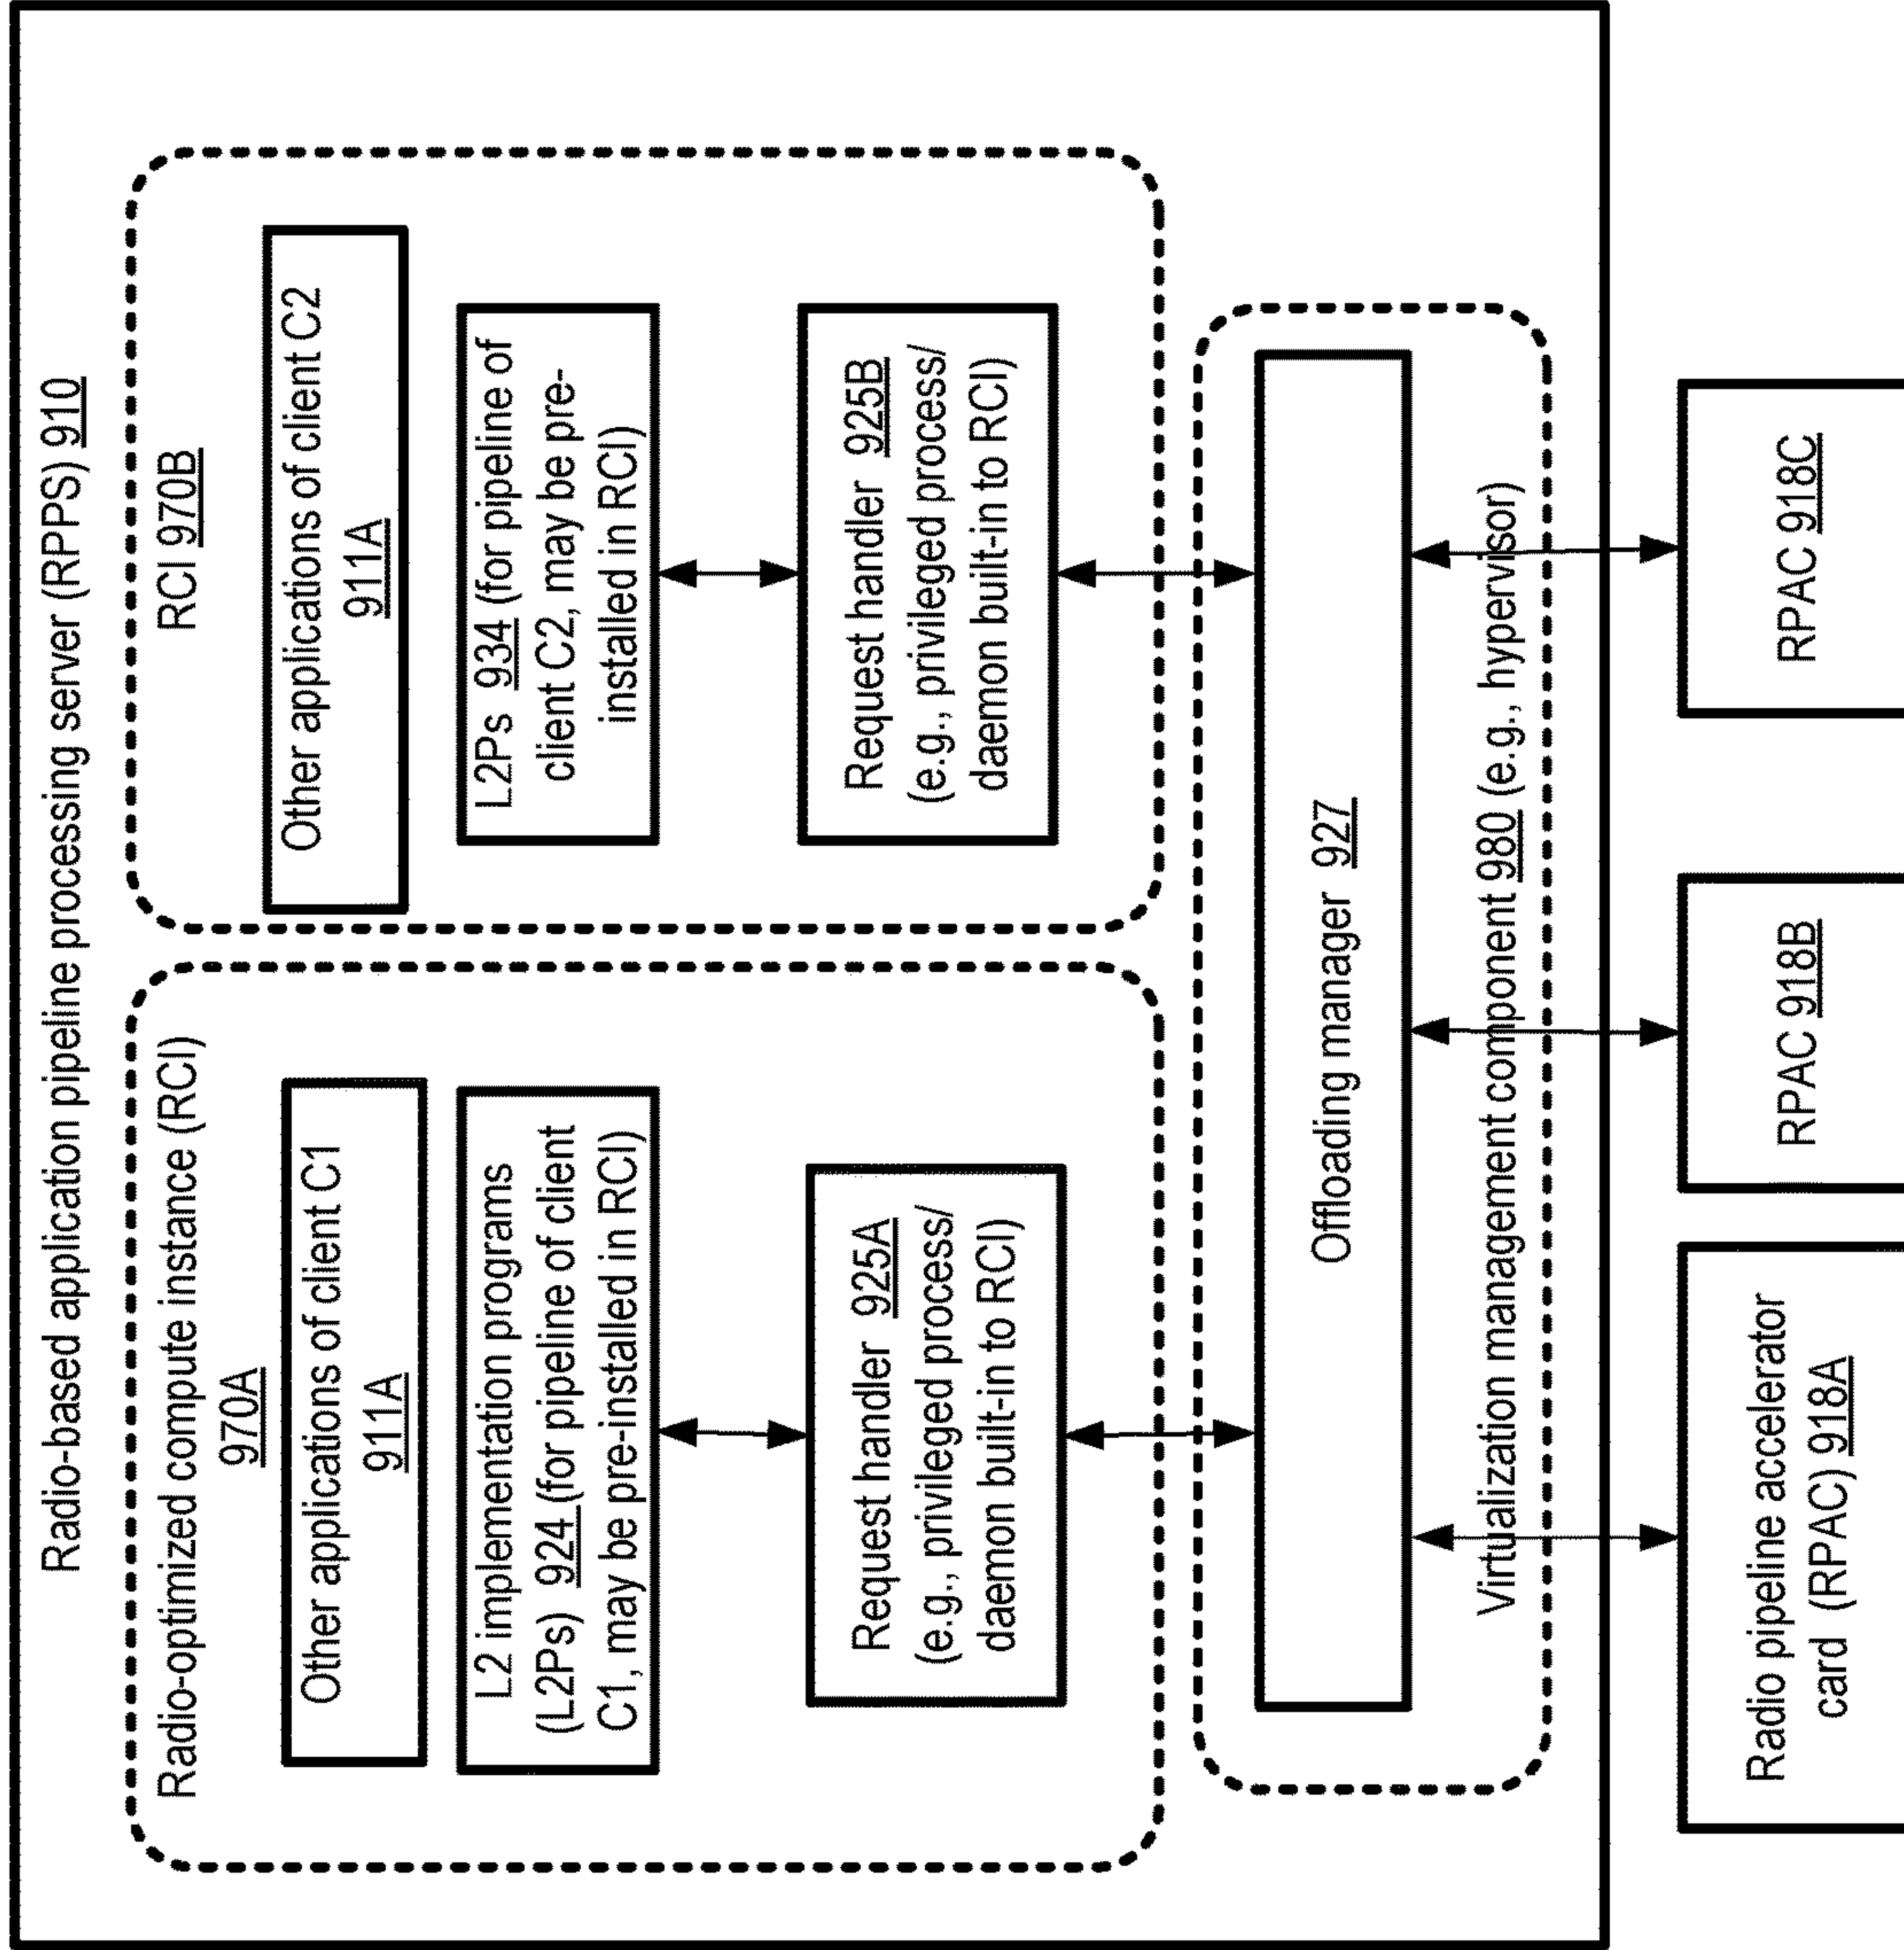 Radio-based application pipeline processing server (RPPS) 910
Radio-optimized compute instance (RCI)
970A
Other applications of client C1
911A
L2 implementation programs
(L2Ps) 924 (for pipeline of client
C1, may be pre-installed in RCI)
Request handler 925A
(e.g., privileged process/
daemon built-in to RCI)
RCI 970B
Other applications of client C2
911A
L2Ps 934 (for pipeline of
client C2, may be pre-
installed in RCI)
Request handler 925B
(e.g., privileged process/
daemon built-in to RCI)
Offloading manager 927
Virtualization management component 980 (e.g., hypervisor)
Radio pipeline accelerator
card (RPAC) 918A
RPAC 918B
RPAC 918C